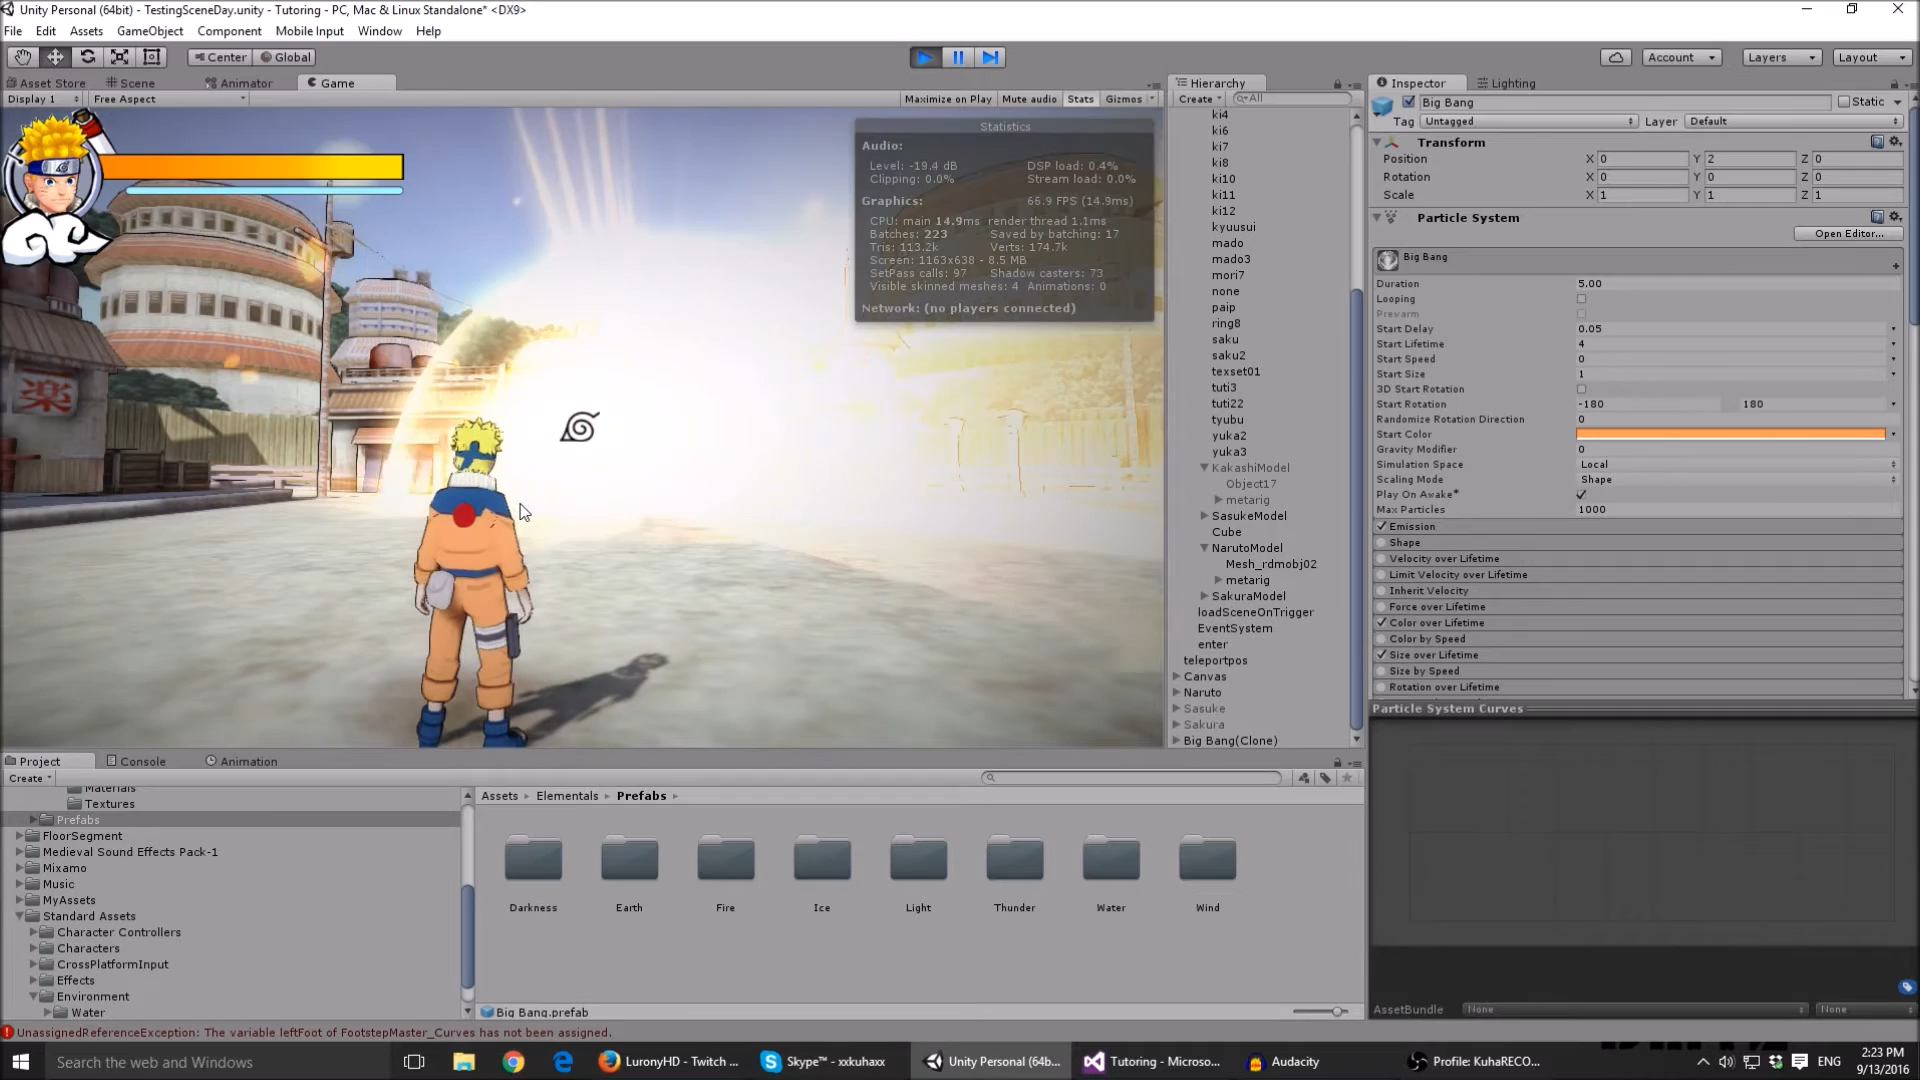 Unity Personal (64bit) - TestingSceneDay.unity - Tutoring - PC, Mac & Linux Standalone* <DX9>
File Edit Assets GameObject Component Mobile Input Window Help
Center Global Account Layers Layout
Asset Store Scene Animator Game
Display 1 Free Aspect Maximize on Play Mute audio Stats Gizmos
Statistics
Audio:
Level: -19.4 dB DSP load: 0.4%
Clipping: 0.0% Stream load: 0.0%
Graphics: 66.9 FPS (14.9ms)
CPU: main 14.9ms render thread 1.1ms
Batches: 223 Saved by batching: 17
Tris: 113.2k Verts: 174.7k
Screen: 1163x638 - 8.5 MB
SetPass calls: 97 Shadow casters: 73
Visible skinned meshes: 4 Animations: 0
Network: (no players connected)
楽
Hierarchy
Create All
ki4
ki6
ki7
ki8
ki10
ki11
ki12
kyuusui
mado
mado3
mori7
none
paip
ring8
saku
saku2
texset01
tuti3
tuti22
tyubu
yuka2
yuka3
KakashiModel
Object17
metarig
SasukeModel
Cube
NarutoModel
Mesh_rdmobj02
metarig
SakuraModel
loadSceneOnTrigger
EventSystem
enter
teleportpos
Canvas
Naruto
Sasuke
Sakura
Big Bang(Clone)
Inspector Lighting
Big Bang Static
Tag Untagged Layer Default
Transform
Position X 0 Y 2 Z 0
Rotation X 0 Y 0 Z 0
Scale X 1 Y 1 Z 1
Particle System
Open Editor...
Big Bang
Duration 5.00
Looping
Prewarm
Start Delay 0.05
Start Lifetime 4
Start Speed 0
Start Size 1
3D Start Rotation
Start Rotation -180 180
Randomize Rotation Direction 0
Start Color
Gravity Modifier 0
Simulation Space Local
Scaling Mode Shape
Play On Awake*
Max Particles 1000
Emission
Shape
Velocity over Lifetime
Limit Velocity over Lifetime
Inherit Velocity
Force over Lifetime
Color over Lifetime
Color by Speed
Size over Lifetime
Size by Speed
Rotation over Lifetime
Particle System Curves
AssetBundle None None
Project Console Animation
Create
Materials
Textures
Prefabs
FloorSegment
Medieval Sound Effects Pack-1
Mixamo
Music
MyAssets
Standard Assets
Character Controllers
Characters
CrossPlatformInput
Effects
Environment
Water
Assets Elementals Prefabs
Darkness Earth Fire Ice Light Thunder Water Wind
Big Bang.prefab
UnassignedReferenceException: The variable leftFoot of FootstepMaster_Curves has not been assigned.
Search the web and Windows
LuronyHD - Twitch ...
Skype™ - xxkuhaxx
Unity Personal (64b...
Tutoring - Microso...
Audacity
Profile: KuhaRECO...
ENG
2:23 PM
9/13/2016